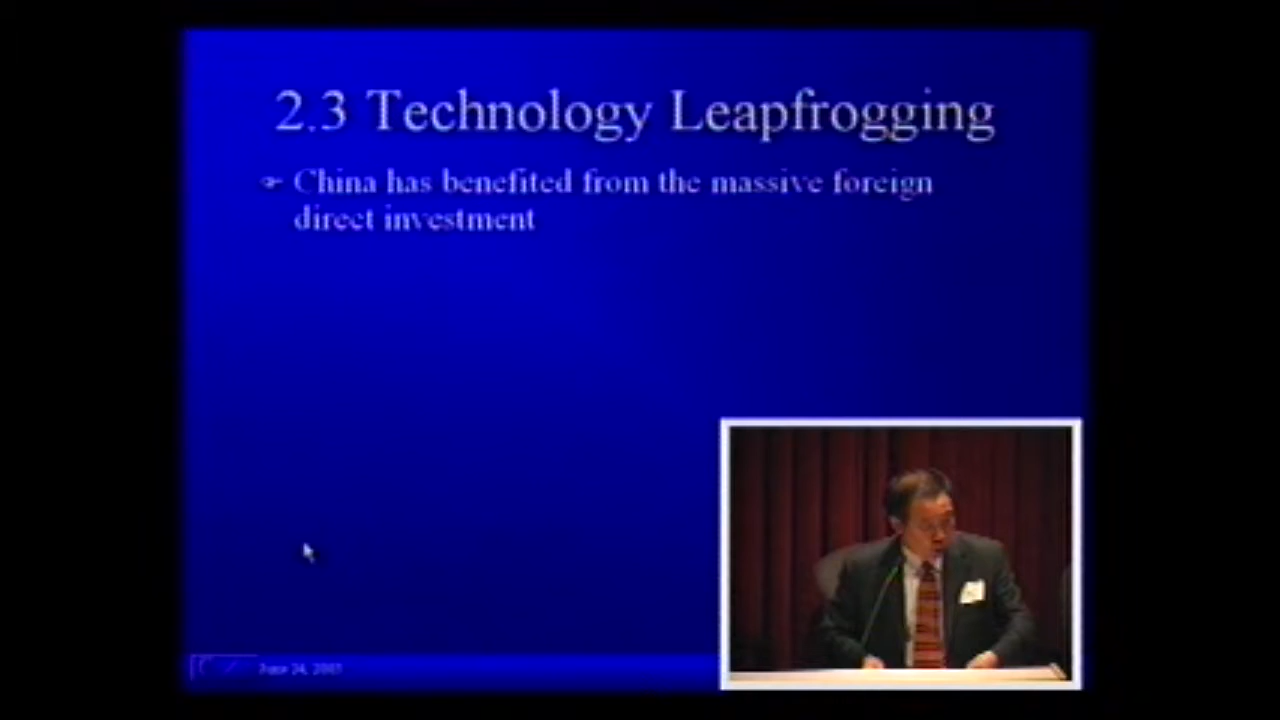 2.3 Technology Leapfrogging
China has benefited from the massive foreign
direct investment